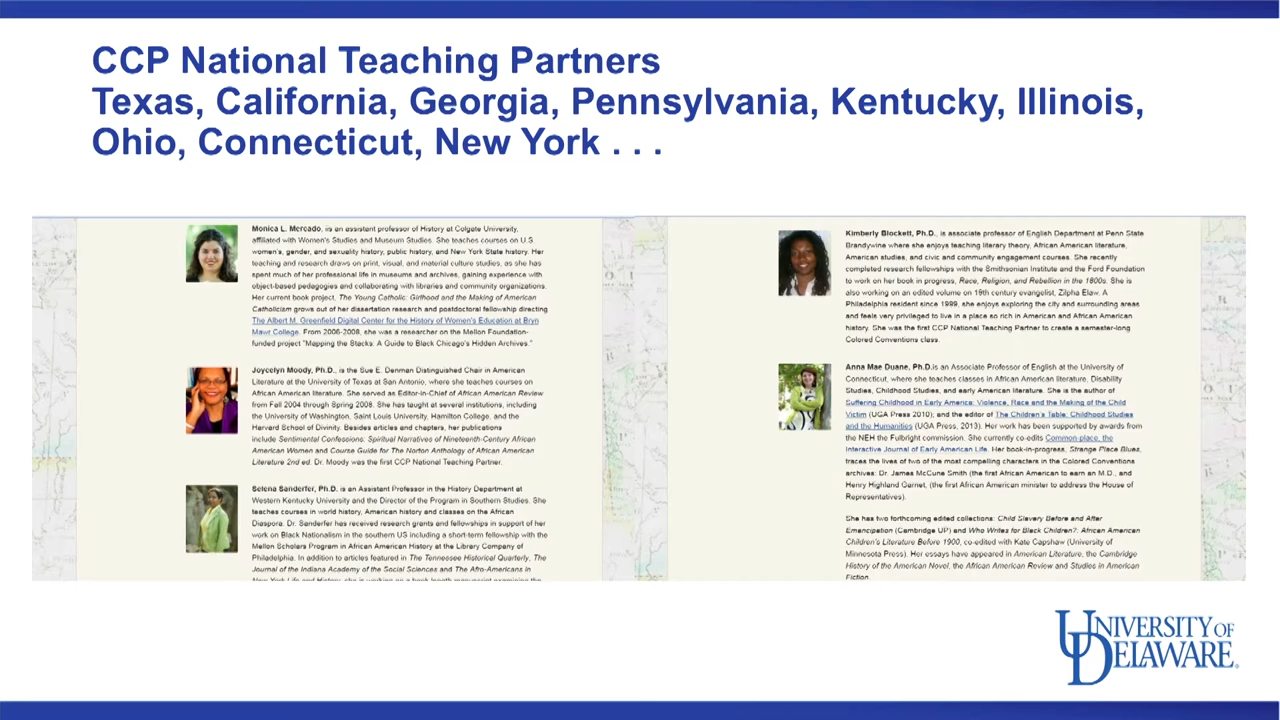 CCP National Teaching Partners
Texas, California, Georgia, Pennsylvania, Kentucky, Illinois,
Ohio, Connecticut, New York . . .
Monica L. Mercado, is an assistant professor of History at Colgate University,
affiliated with Women's Studies and Museum Studies. She teaches courses on U.S.
women's, gender, and sexuality history, public history, and New York State history. Her
teaching and research draws on print, visual, and material culture studies, as she has
spent much of her professional life in museums and archives, gaining experience with
object-based pedagogies and collaborating with libraries and community organizations.
Her current book project, The Young Catholic: Girlhood and the Making of American
Catholicism grows out of her dissertation research and postdoctoral fellowship directing
The Albert M. Greenfield Digital Center for the History of Women's Education at Bryn
Mawr College. From 2006-2008, she was a researcher on the Mellon Foundation-
funded project "Mapping the Stacks: A Guide to Black Chicago's Hidden Archives."
Joycelyn Moody, Ph.D., is the Sue E. Denman Distinguished Chair in American
Literature at the University of Texas at San Antonio, where she teaches courses on
African American literature. She served as Editor-in-Chief of African American Review
from Fall 2004 through Spring 2008. She has taught at several institutions, including
the University of Washington, Saint Louis University, Hamilton College, and the
Harvard School of Divinity. Besides articles and chapters, her publications
include Sentimental Confessions: Spiritual Narratives of Nineteenth-Century African
American Women and Course Guide for The Norton Anthology of African American
Literature 2nd ed. Dr. Moody was the first CCP National Teaching Partner.
Selena Sanderfer, Ph.D. is an Assistant Professor in the History Department at
Western Kentucky University and the Director of the Program in Southern Studies. She
teaches courses in world history, American history and classes on the African
Diaspora. Dr. Sanderfer has received research grants and fellowships in support of her
work on Black Nationalism in the southern US including a short-term fellowship with the
Mellon Scholars Program in African American History at the Library Company of
Philadelphia. In addition to articles featured in The Tennessee Historical Quarterly, The
Journal of the Indiana Academy of the Social Sciences and The Afro-Americans in
New York Life and History, she is working on a book length manuscript examining the
Kimberly Blockett, Ph.D., is associate professor of English Department at Penn State
Brandywine where she enjoys teaching literary theory, African American literature,
American studies, and civic and community engagement courses. She recently
completed research fellowships with the Smithsonian Institute and the Ford Foundation
to work on her book in progress, Race, Religion, and Rebellion in the 1800s. She is
also working on an edited volume on 19th century evangelist, Zilpha Elaw. A
Philadelphia resident since 1999, she enjoys exploring the city and surrounding areas
and feels very privileged to live in a place so rich in American and African American
history. She was the first CCP National Teaching Partner to create a semester-long
Colored Conventions class.
Anna Mae Duane, Ph.D.is an Associate Professor of English at the University of
Connecticut, where she teaches classes in African American literature, Disability
Studies, Childhood Studies, and early American literature. She is the author of
Suffering Childhood in Early America: Violence, Race and the Making of the Child
Victim (UGA Press 2010); and the editor of The Children's Table: Childhood Studies
and the Humanities (UGA Press, 2013). Her work has been supported by awards from
the NEH the Fulbright commission. She currently co-edits Common-place, the
Interactive Journal of Early American Life. Her book-in-progress, Strange Place Blues,
traces the lives of two of the most compelling characters in the Colored Conventions
archives: Dr. James McCune Smith (the first African American to earn an M.D., and
Henry Highland Garnet, (the first African American minister to address the House of
Representatives).
She has two forthcoming edited collections: Child Slavery Before and After
Emancipation (Cambridge UP) and Who Writes for Black Children?: African American
Children's Literature Before 1900, co-edited with Kate Capshaw (University of
Minnesota Press). Her essays have appeared in American Literature, the Cambridge
History of the American Novel, the African American Review and Studies in American
Fiction.
UNIVERSITY OF
DELAWARE.